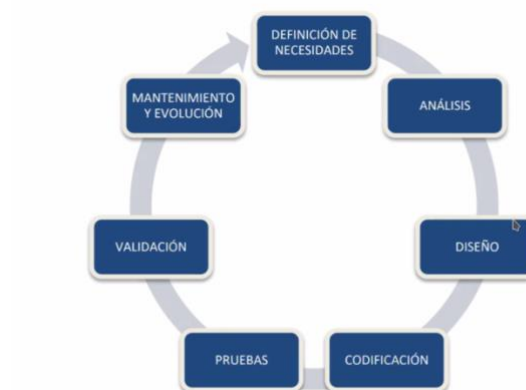 DEFINICIÓN DE
NECESIDADES
ANÁLISIS
DISEÑO
CODIFICACIÓN
PRUEBAS
VALIDACIÓN
MANTENIMIENTO
Y EVOLUCIÓN